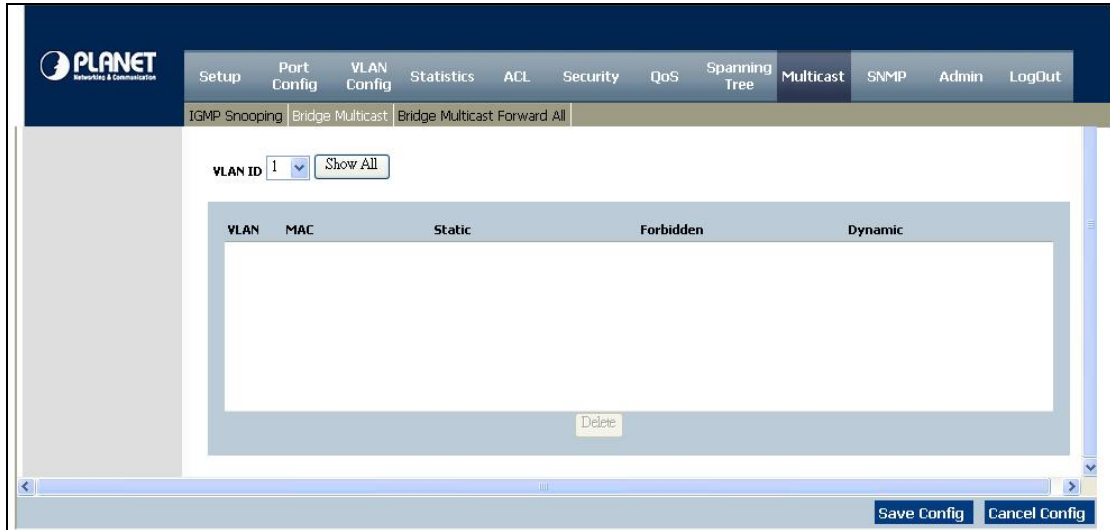 PLANET
Networking & Communication
Setup Port Config VLAN Config Statistics ACL Security QoS Spanning Tree Multicast SNMP Admin LogOut
IGMP Snooping Bridge Multicast Bridge Multicast Forward All
VLAN ID 1 Show All
VLAN MAC Static Forbidden Dynamic
Delete
Save Config Cancel Config